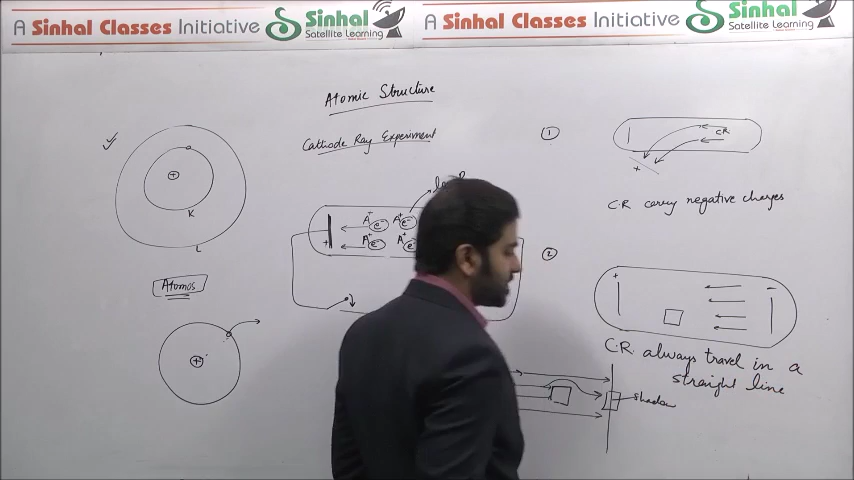 A Sinhal Classes Initiative Sinhal Satellite Learning
A Sinhal Classes Initiative Sinhal Satellite Learning
Atomic Structure
Cathode Ray Experiment
①
CR
+
C.R carry negative charges
+
K
L
A+ e- A+ e-
+ A+ e- A+ e
②
+ -
Atomos
+
C.R. always travel in a
straight line
shadow